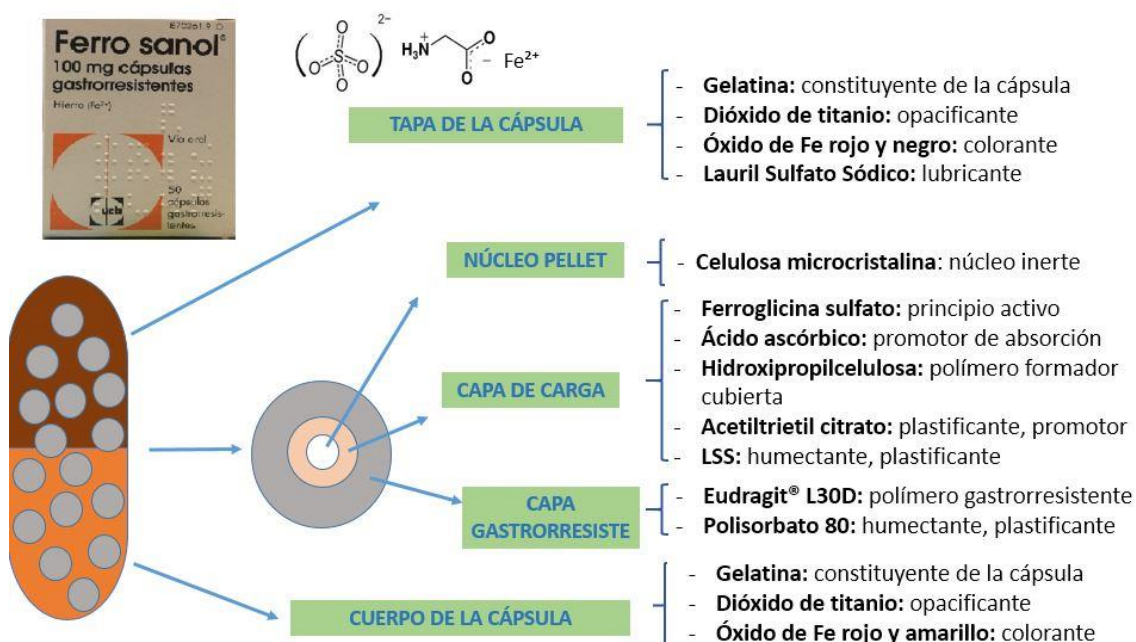 E70261.9 D
Ferro sanol®
100 mg cápsulas
gastrorresistentes
Hierro (Fe²⁺)
Vía oral
50
cápsulas
gastrorresis-
tentes
ucb
O O S O O 2-
H₃N⁺ O O⁻ Fe²⁺
TAPA DE LA CÁPSULA
- Gelatina: constituyente de la cápsula
- Dióxido de titanio: opacificante
- Óxido de Fe rojo y negro: colorante
- Lauril Sulfato Sódico: lubricante
NÚCLEO PELLET
- Celulosa microcristalina: núcleo inerte
CAPA DE CARGA
- Ferroglicina sulfato: principio activo
- Ácido ascórbico: promotor de absorción
- Hidroxipropilcelulosa: polímero formador
cubierta
- Acetiltrietil citrato: plastificante, promotor
- LSS: humectante, plastificante
CAPA
GASTRORRESISTE
- Eudragit® L30D: polímero gastrorresistente
- Polisorbato 80: humectante, plastificante
CUERPO DE LA CÁPSULA
- Gelatina: constituyente de la cápsula
- Dióxido de titanio: opacificante
- Óxido de Fe rojo y amarillo: colorante